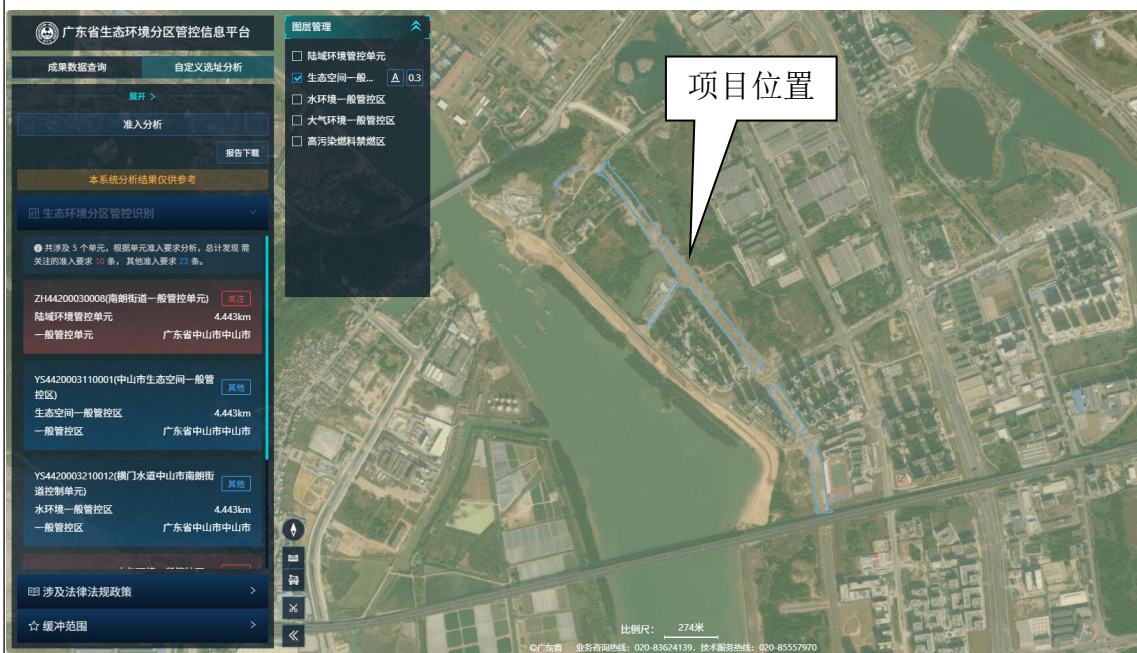 广东省生态环境分区管控信息平台
成果数据查询
自定义选址分析
展开 >
准入分析
报告下载
本系统分析结果仅供参考
生态环境分区管控识别
共涉及 5 个单元，根据单元准入要求分析，总计发现 需
关注的准入要求 10 条， 其他准入要求 23 条。
ZH44200030008(南朗街道一般管控单元)
关注
陆域环境管控单元
4.443km
一般管控单元
广东省中山市中山市
YS4420003110001(中山市生态空间一般管
控区)
其他
生态空间一般管控区
4.443km
一般管控区
广东省中山市中山市
YS4420003210012(横门水道中山市南朗街
道控制单元)
其他
水环境一般管控区
4.443km
一般管控区
广东省中山市中山市
涉及法律法规政策
缓冲范围
图层管理
陆域环境管控单元
生态空间一般...
A
0.3
水环境一般管控区
大气环境一般管控区
高污染燃料禁燃区
项目位置
比例尺： 274米
©广东省 业务咨询热线：020-83624139，技术服务热线：020-85557970